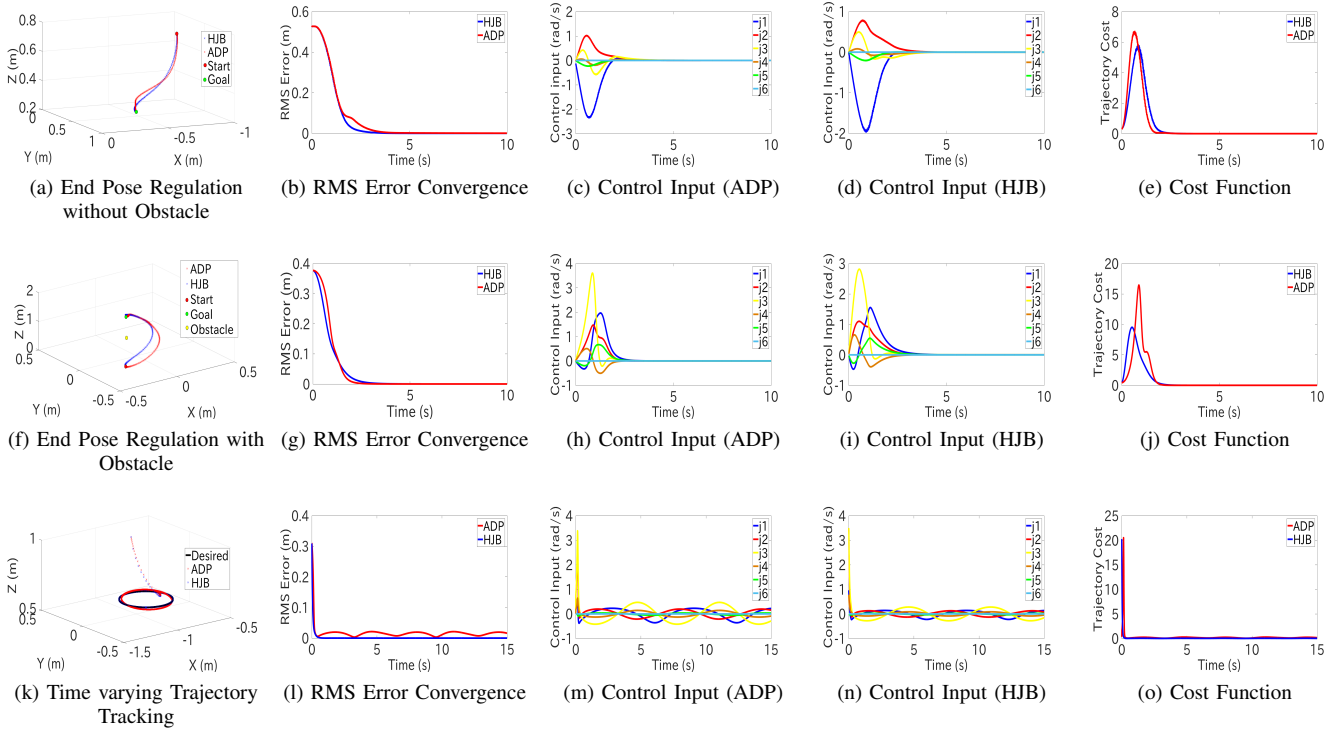 0.8
0.6
0.4
0.2
Z (m)
0
0.5
1
Y (m)
0
-0.5
-1
X (m)
HJB
ADP
Start
Goal
(a) End Pose Regulation
without Obstacle
0.6
0.4
0.2
0
RMS Error (m)
0
5
10
Time (s)
HJB
ADP
(b) RMS Error Convergence
2
1
0
-1
-2
-3
Control Input (rad/s)
0
5
10
Time (s)
j1
j2
j3
j4
j5
j6
(c) Control Input (ADP)
1
0
-1
-2
Control input (rad/s)
0
5
10
Time (s)
j1
j2
j3
j4
j5
j6
(d) Control Input (HJB)
8
6
4
2
0
Trajectory Cost
0
5
10
Time (s)
HJB
ADP
(e) Cost Function
2
1
0
Z (m)
0.5
0
-0.5
Y (m)
-0.5
0
0.5
X (m)
ADP
HJB
Start
Goal
Obstacle
(f) End Pose Regulation with
Obstacle
0.4
0.3
0.2
0.1
0
RMS Error (m)
0
5
10
Time (s)
HJB
ADP
(g) RMS Error Convergence
4
3
2
1
0
-1
Control Input (rad/s)
0
5
10
Time (s)
j1
j2
j3
j4
j5
j6
(h) Control Input (ADP)
3
2
1
0
-1
Control Input (rad/s)
0
5
10
Time (s)
j1
j2
j3
j4
j5
j6
(i) Control Input (HJB)
20
15
10
5
0
Trajectory Cost
0
5
10
Time (s)
HJB
ADP
(j) Cost Function
1
0.5
Z (m)
0.5
0
-0.5
Y (m)
-1.5
-1
-0.5
X (m)
Desired
ADP
HJB
(k) Time varying Trajectory
Tracking
0.4
0.3
0.2
0.1
0
RMS Error (m)
0
5
10
15
Time (s)
ADP
HJB
(l) RMS Error Convergence
4
3
2
1
0
-1
Control Input (rad/s)
0
5
10
15
Time (s)
j1
j2
j3
j4
j5
j6
(m) Control Input (ADP)
4
3
2
1
0
-1
Control Input (rad/s)
0
5
10
15
Time (s)
j1
j2
j3
j4
j5
j6
(n) Control Input (HJB)
25
20
15
10
5
0
Trajectory Cost
0
5
10
15
Time (s)
ADP
HJB
(o) Cost Function